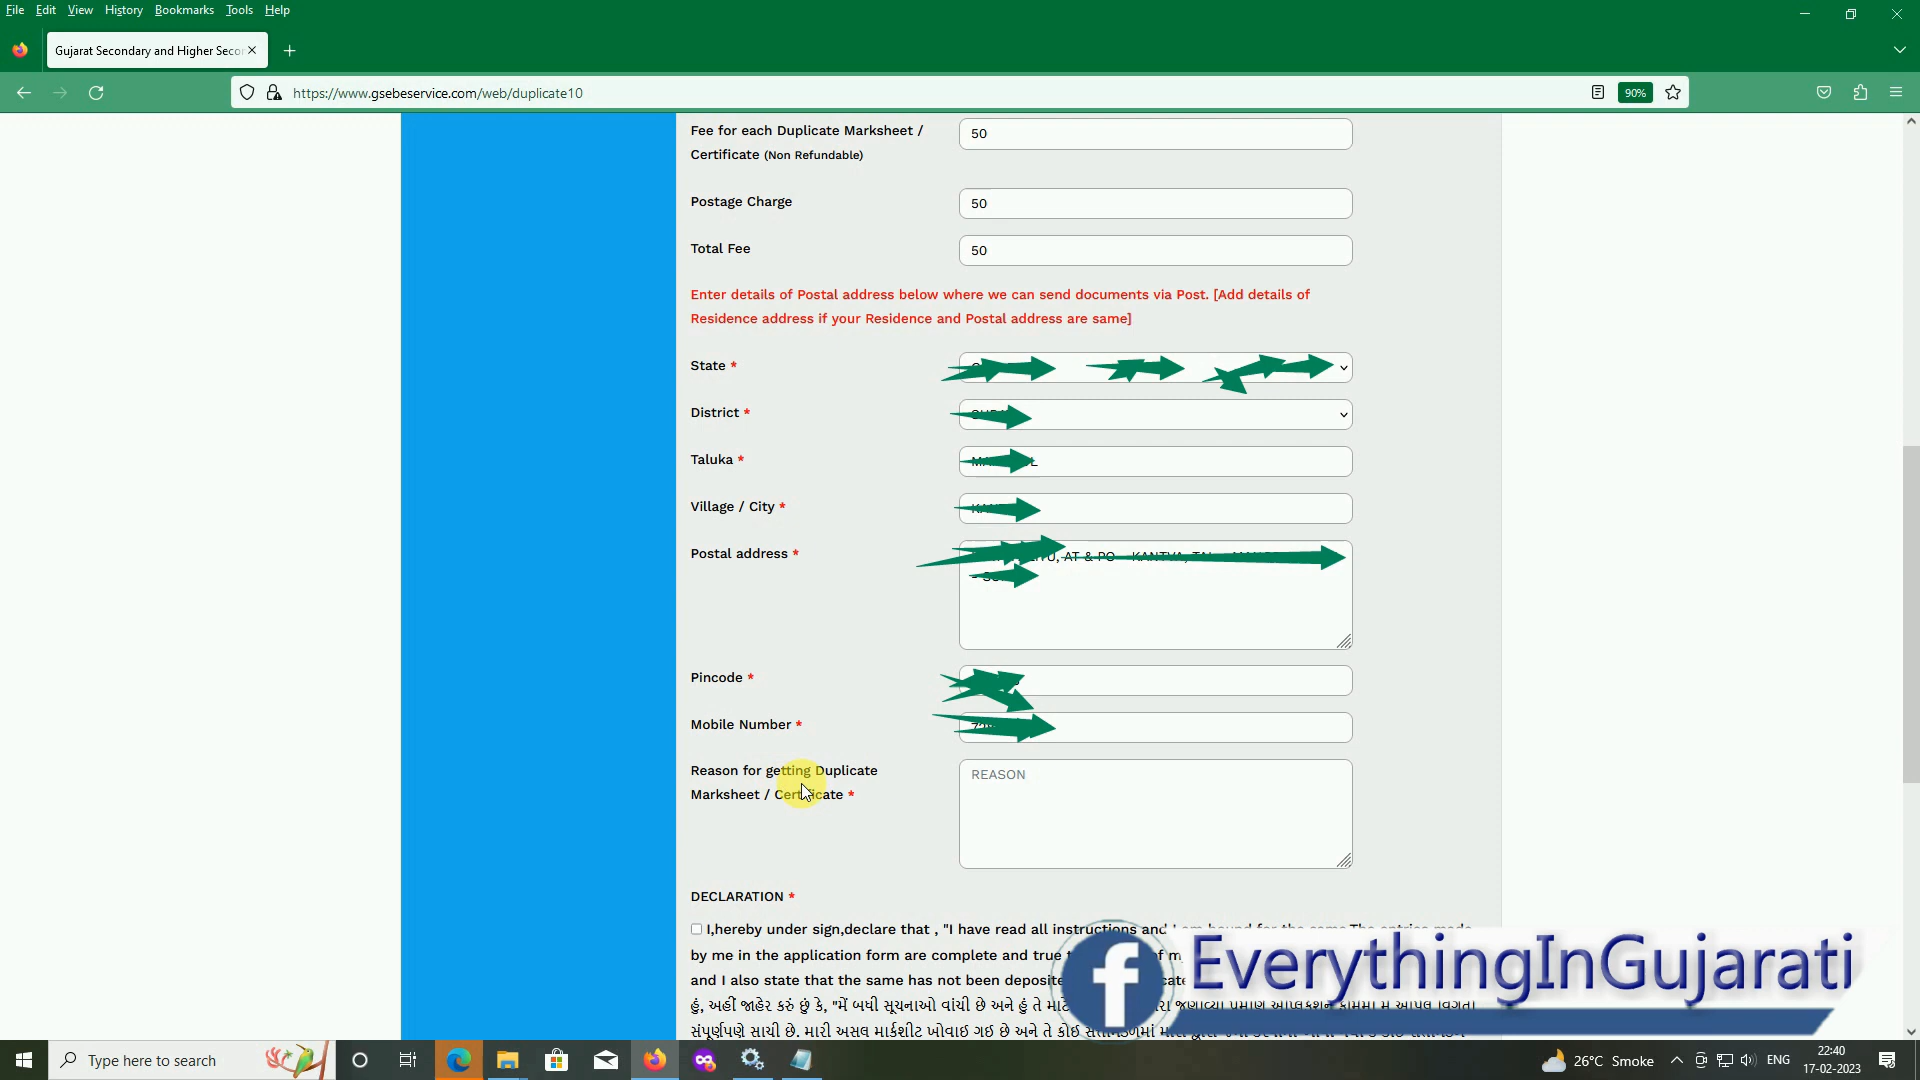 File Edit View History Bookmarks Tools Help
Gujarat Secondary and Higher Secon
https://www.gsebeservice.com/web/duplicate10
90%
Fee for each Duplicate Marksheet /
Certificate (Non Refundable)
50
Postage Charge
50
Total Fee
50
Enter details of Postal address below where we can send documents via Post. [Add details of
Residence address if your Residence and Postal address are same]
State *
District *
Taluka *
Village / City *
Postal address *
AT & PO - KANTVA,
Pincode *
Mobile Number *
Reason for getting Duplicate
Marksheet / Certificate *
REASON
DECLARATION *
I,hereby under sign,declare that , "I have read all instructions and
by me in the application form are complete and true
and I also state that the same has not been deposite
હું, અહીં જાહેર કરું છું કે, "મેં બધી સૂચનાઓ વાંચી છે અને હું તે
સંપૂર્ણપણે સાચી છે. મારી અસલ માર્કશીટ ખોવાઈ ગઈ છે અને તે કોઈ
EverythingInGujarati
Type here to search
26°C Smoke
ENG
22:40
17-02-2023